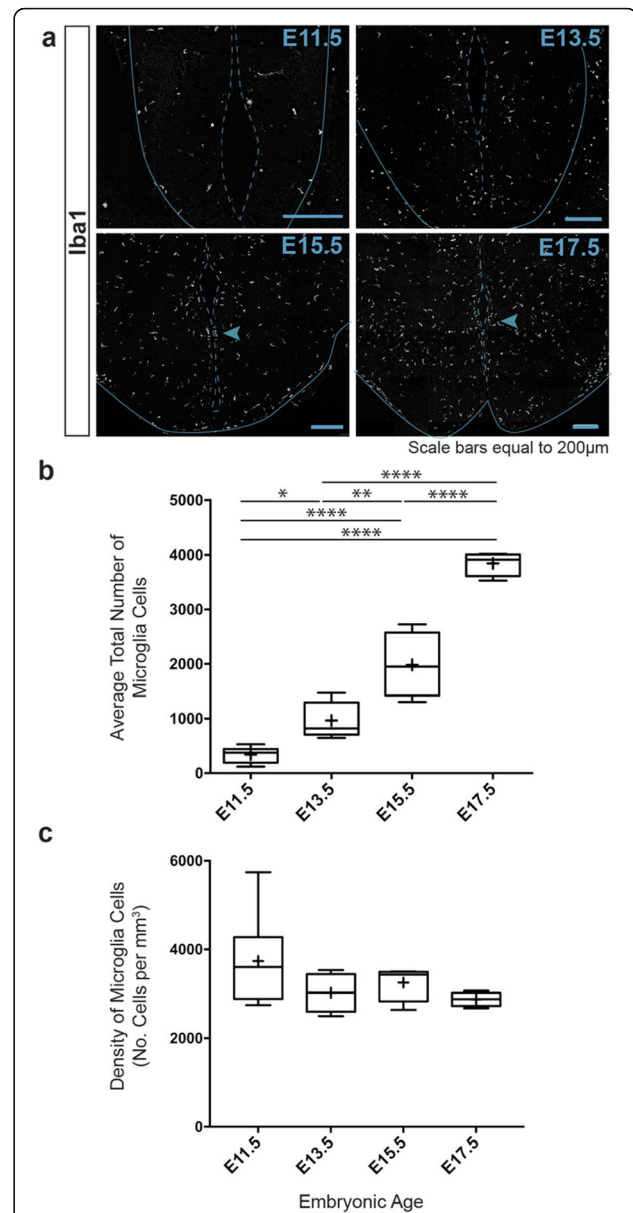 a
Iba1
E11.5
E13.5
E15.5
E17.5
Scale bars equal to 200µm
b
Average Total Number of
Microglia Cells
5000
4000
3000
2000
1000
0
*
**
****
****
****
****
E11.5
E13.5
E15.5
E17.5
c
Density of Microglia Cells
(No. Cells per mm³)
6000
4000
2000
0
E11.5
E13.5
E15.5
E17.5
Embryonic Age